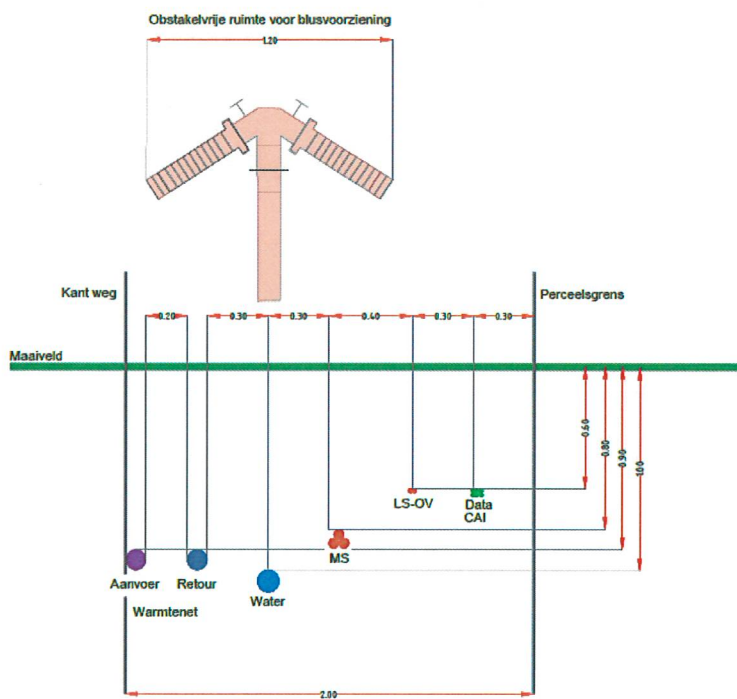 Obstakelvrije ruimte voor blusvoorziening
1.20
Kant weg
Perceelsgrens
0.20 0.30 0.30 0.40 0.30 0.30
Maaiveld
0.60
0.80
0.90
1.00
LS-OV
Data
CAI
MS
Aanvoer
Retour
Water
Warmtenet
2.00